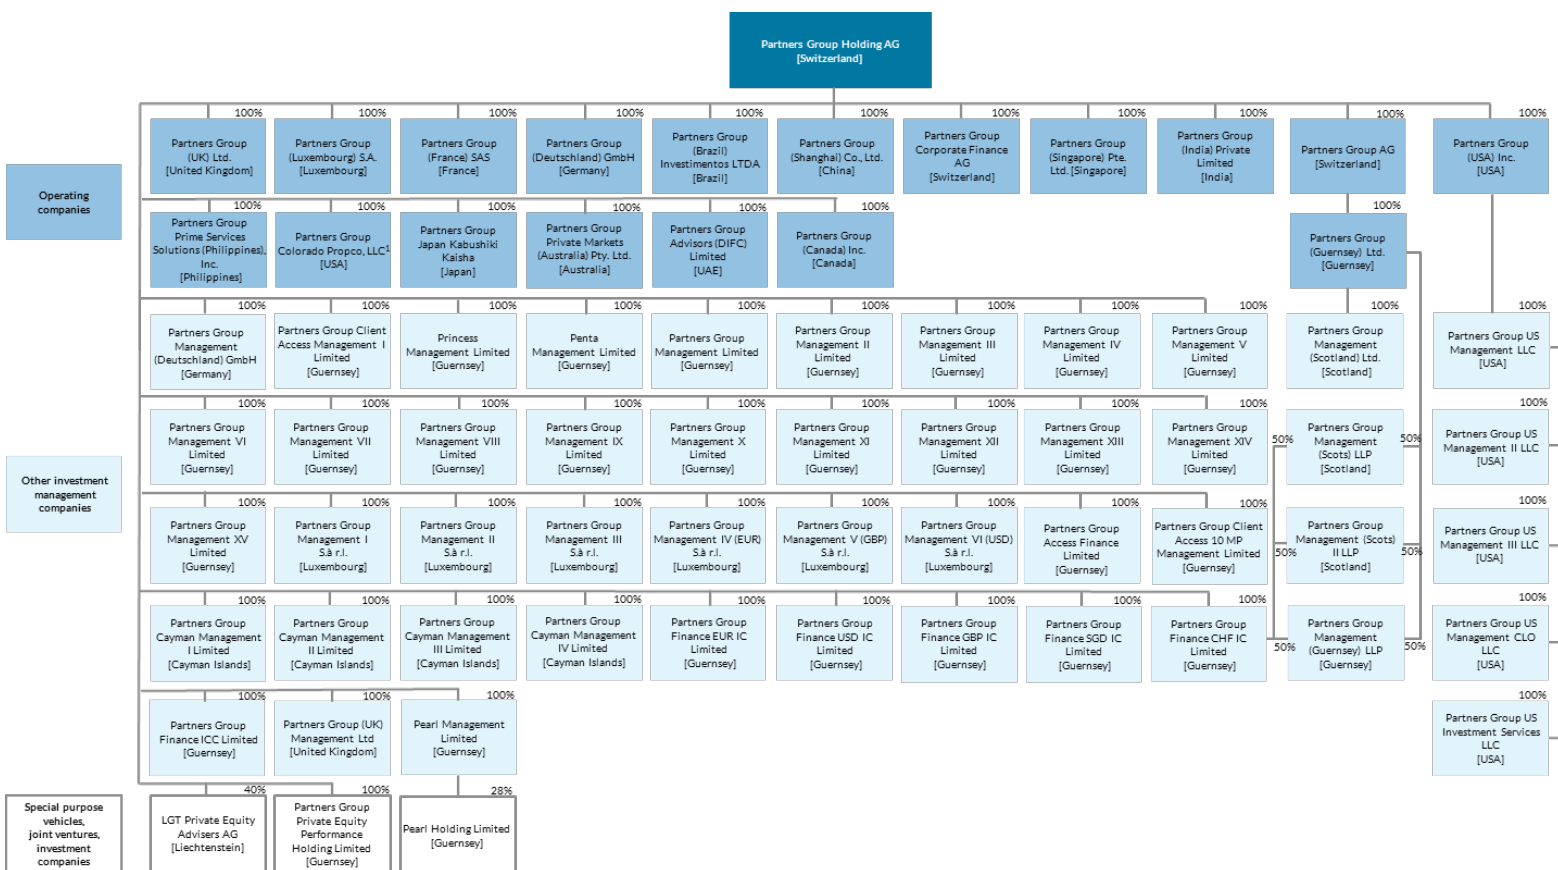 Partners Group Holding AG
[Switzerland]
100%
100%
100%
100%
100%
100%
100%
100%
100%
100%
Partners Group
(UK) Ltd.
[United Kingdom]
Partners Group
(Luxembourg) S.A.
[Luxembourg]
Partners Group
(France) SAS
[France]
Partners Group
(Deutschland) GmbH
[Germany]
Partners Group
(Brazil)
Investimentos LTDA
[Brazil]
Partners Group
(Shanghai) Co., Ltd.
[China]
Partners Group
Corporate Finance
AG
[Switzerland]
Partners Group
(Singapore) Pte.
Ltd. [Singapore]
Partners Group
(India) Private
Limited
[India]
Partners Group AG
[Switzerland]
100%
Partners Group
(USA) Inc.
[USA]
Operating
companies
100%
100%
100%
100%
100%
100%
100%
Partners Group
Prime Services
Solutions (Philippines),
Inc.
[Philippines]
Partners Group
Colorado Propco, LLC1
[USA]
Partners Group
Japan Kabushiki
Kaisha
[Japan]
Partners Group
Private Markets
(Australia) Pty. Ltd.
[Australia]
Partners Group
Advisors (DIFC)
Limited
[UAE]
Partners Group
(Canada) Inc.
[Canada]
Partners Group
(Guernsey) Ltd.
[Guernsey]
100%
100%
100%
100%
100%
100%
100%
100%
100%
100%
100%
Partners Group
Management
(Deutschland) GmbH
[Germany]
Partners Group Client
Access Management I
Limited
[Guernsey]
Princess
Management Limited
[Guernsey]
Penta
Management Limited
[Guernsey]
Partners Group
Management Limited
[Guernsey]
Partners Group
Management II
Limited
[Guernsey]
Partners Group
Management III
Limited
[Guernsey]
Partners Group
Management IV
Limited
[Guernsey]
Partners Group
Management V
Limited
[Guernsey]
Partners Group
Management
(Scotland) Ltd.
[Scotland]
Partners Group US
Management LLC
[USA]
100%
100%
100%
100%
100%
100%
100%
100%
100%
100%
Partners Group
Management VI
Limited
[Guernsey]
Partners Group
Management VII
Limited
[Guernsey]
Partners Group
Management VIII
Limited
[Guernsey]
Partners Group
Management IX
Limited
[Guernsey]
Partners Group
Management X
Limited
[Guernsey]
Partners Group
Management XI
Limited
[Guernsey]
Partners Group
Management XII
Limited
[Guernsey]
Partners Group
Management XIII
Limited
[Guernsey]
Partners Group
Management XIV
Limited
[Guernsey]
50%
Partners Group
Management
(Scots) LLP
[Scotland]
50%
Partners Group US
Management II LLC
[USA]
Other investment
management
companies
100%
100%
100%
100%
100%
100%
100%
100%
100%
100%
Partners Group
Management XV
Limited
[Guernsey]
Partners Group
Management I
S.à r.l.
[Luxembourg]
Partners Group
Management II
S.à r.l.
[Luxembourg]
Partners Group
Management III
S.à r.l.
[Luxembourg]
Partners Group
Management IV (EUR)
S.à r.l.
[Luxembourg]
Partners Group
Management V (GBP)
S.à r.l.
[Luxembourg]
Partners Group
Management VI (USD)
S.à r.l.
[Luxembourg]
Partners Group
Access Finance
Limited
[Guernsey]
Partners Group Client
Access 10 MP
Management Limited
[Guernsey]
50%
Partners Group
Management (Scots)
II LLP
[Scotland]
50%
Partners Group US
Management III LLC
[USA]
100%
100%
100%
100%
100%
100%
100%
100%
100%
100%
Partners Group
Cayman Management
I Limited
[Cayman Islands]
Partners Group
Cayman Management
II Limited
[Cayman Islands]
Partners Group
Cayman Management
III Limited
[Cayman Islands]
Partners Group
Cayman Management
IV Limited
[Cayman Islands]
Partners Group
Finance EUR IC
Limited
[Guernsey]
Partners Group
Finance USD IC
Limited
[Guernsey]
Partners Group
Finance GBP IC
Limited
[Guernsey]
Partners Group
Finance SGD IC
Limited
[Guernsey]
Partners Group
Finance CHF IC
Limited
[Guernsey]
50%
Partners Group
Management
(Guernsey) LLP
[Guernsey]
50%
Partners Group US
Management CLO
LLC
[USA]
100%
100%
100%
100%
Partners Group
Finance ICC Limited
[Guernsey]
Partners Group (UK)
Management Ltd
[United Kingdom]
Pearl Management
Limited
[Guernsey]
Partners Group US
Investment Services
LLC
[USA]
40%
100%
28%
Special purpose
vehicles,
joint ventures,
investment
companies
LGT Private Equity
Advisers AG
[Liechtenstein]
Partners Group
Private Equity
Performance
Holding Limited
[Guernsey]
Pearl Holding Limited
[Guernsey]